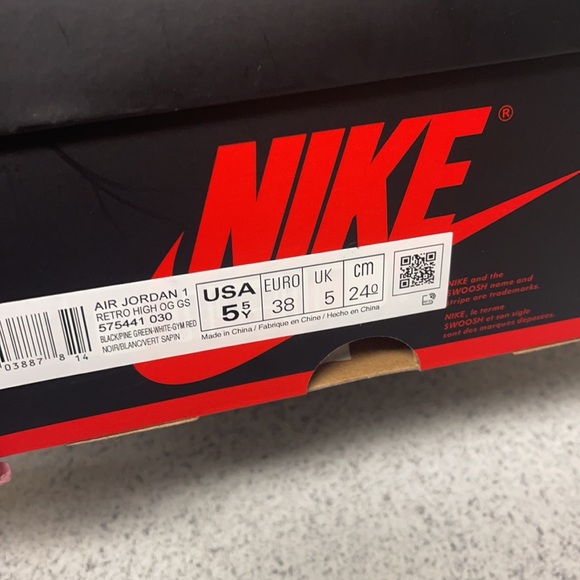 NIKE®
AIR JORDAN 1
RETRO HIGH OG GS
575441 030
BLACK/PINE GREEN-WHITE-GYM RED
NOIR/BLANC/VERT SAPIN
USA
5 5Y
EURO
38
UK
5
cm
24 0
Made in China / Fabrique en Chine / Hecho en China
03887 8 14
NIKE and the
SWOOSH name and
stripe are trademarks.
NIKE, le terme
SWOOSH et son sigle
sont des marques déposées.